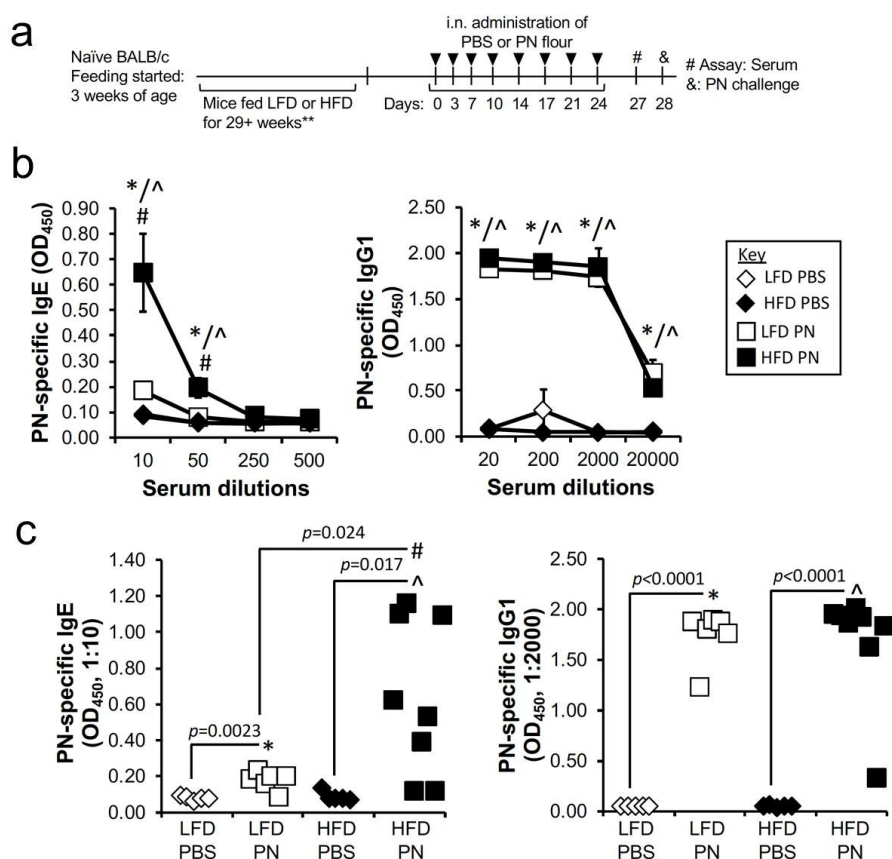 a
i.n. administration of
PBS or PN flour
Naïve BALB/c
Feeding started:
3 weeks of age
# &
# Assay: Serum
&: PN challenge
Mice fed LFD or HFD
for 29+ weeks**
Days: 0 3 7 10 14 17 21 24 27 28
b
*/^
#
*/^
#
0.90
0.80
0.70
0.60
0.50
0.40
0.30
0.20
0.10
0.00
PN-specific IgE (OD450)
10 50 250 500
Serum dilutions
*/^ */^ */^
*/^
2.50
2.00
1.50
1.00
0.50
0.00
PN-specific IgG1
(OD450)
20 200 2000 20000
Serum dilutions
Key
LFD PBS
HFD PBS
LFD PN
HFD PN
c
p=0.024
#
p=0.017
^
p=0.0023
*
1.40
1.20
1.00
0.80
0.60
0.40
0.20
0.00
PN-specific IgE
(OD450, 1:10)
LFD LFD HFD HFD
PBS PN PBS PN
p<0.0001
*
p<0.0001
^
2.50
2.00
1.50
1.00
0.50
0.00
PN-specific IgG1
(OD450, 1:2000)
LFD LFD HFD HFD
PBS PN PBS PN